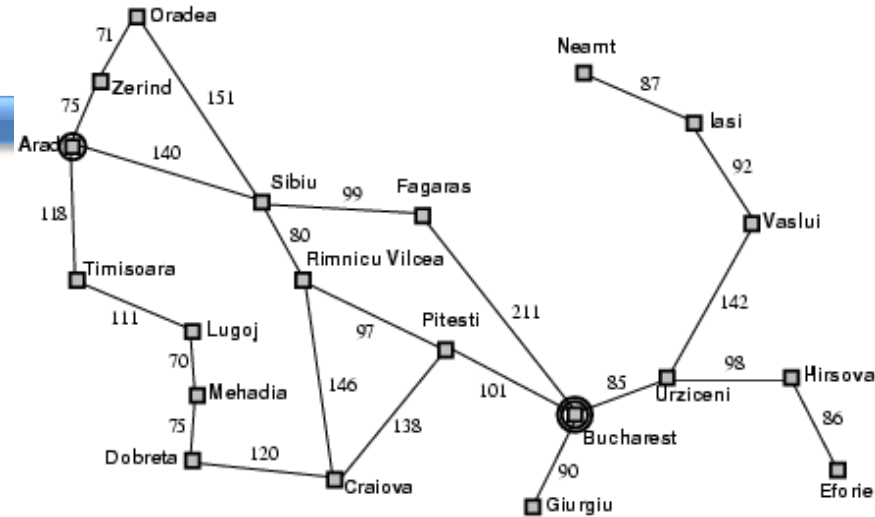 Oradea
71
Neamt
Zerind
87
75
151
Iasi
Arad
140
92
Sibiu
99
Fagaras
118
80
Vaslui
Timisoara
Rimnicu Vilcea
142
111
211
Lugoj
97
Pitesti
70
98
Hirsova
146
85
Mehadia
101
Urziceni
86
75
138
Bucharest
Dobreta
120
90
Craiova
Eforie
Giurgiu